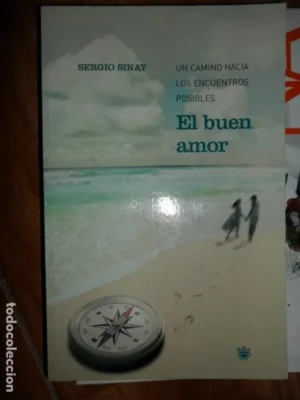 SERGIO SINAY
UN CAMINO HACIA
LOS ENCUENTROS
POSIBLES
El buen
amor
todocoleccion